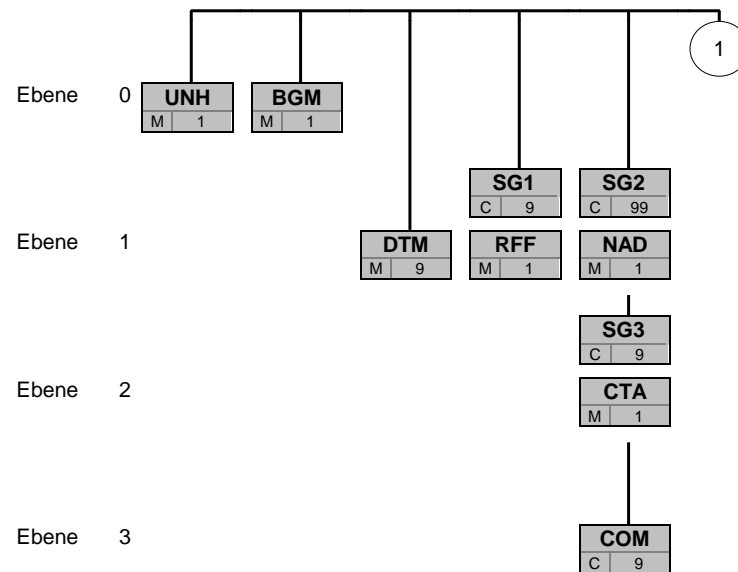 1
Ebene 0 UNH BGM
M 1 M 1
SG1 SG2
C 9 C 99
Ebene 1 DTM RFF NAD
M 9 M 1 M 1
SG3
C 9
Ebene 2 CTA
M 1
Ebene 3 COM
C 9